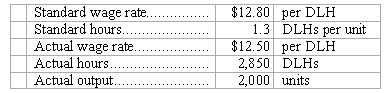 Standard wage rate.................. $12.80 per DLH
Standard hours...................... 1.3 DLHs per unit
Actual wage rate.................... $12.50 per DLH
Actual hours........................ 2,850 DLHs
Actual output....................... 2,000 units